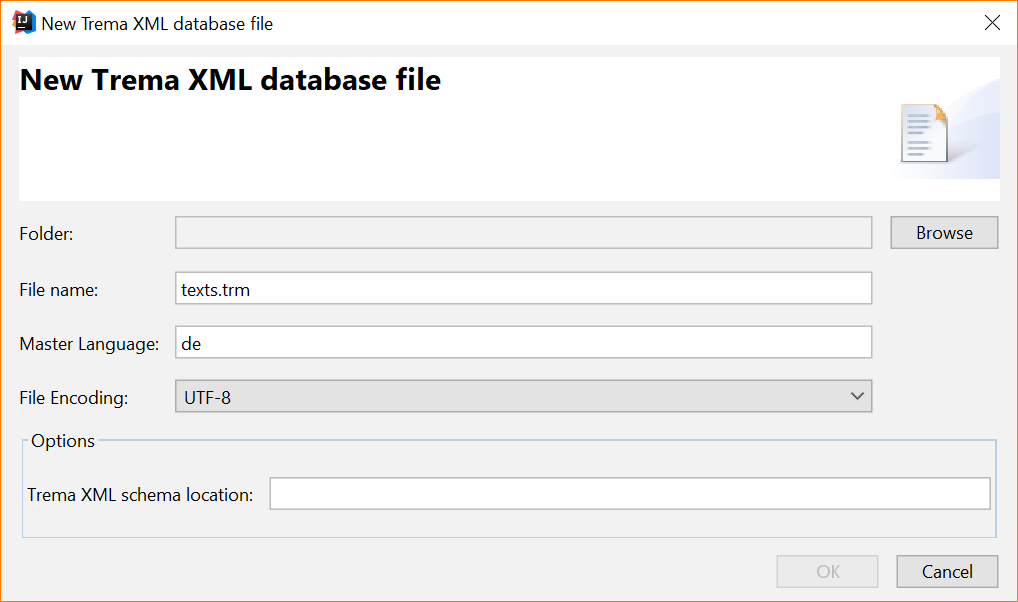 New Trema XML database file
New Trema XML database file
Folder:
Browse
File name:
texts.trm
Master Language:
de
File Encoding:
UTF-8
Options
Trema XML schema location:
OK
Cancel